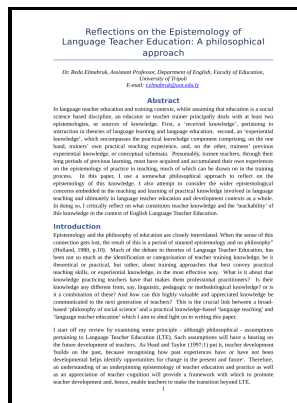 Reflections on the Epistemology of
Language Teacher Education: A philosophical
approach
Dr. Reda Elmabruk, Assistant Professor, Department of English, Faculty of Education,
University of Tripoli
E-mail: r.elmabruk@uot.edu.ly
Abstract
In language teacher education and training contexts, whilst assuming that education is a social
science based discipline, an educator or teacher trainer principally deals with at least two
epistemologies, or sources of knowledge. First, a 'received knowledge', pertaining to
instruction in theories of language learning and language education; second, an 'experiential
knowledge', which encompasses the practical knowledge component comprising, on the one
hand, trainers' own practical teaching experience, and, on the other, trainees' previous
experiential knowledge, or conceptual schemata. Presumably, trainee teachers, through their
long periods of previous learning, must have acquired and accumulated their own experiences
on the epistemology of practice in teaching, much of which can be drawn on in the training
process. In this paper, I use a somewhat philosophical approach to reflect on the
epistemology of this knowledge. I also attempt to consider the wider epistemological
concerns embedded in the teaching and learning of practical knowledge involved in language
teaching and ultimately in language teacher education and development contexts as a whole.
In doing so, I critically reflect on what constitutes teacher knowledge and the 'teachability' of
this knowledge in the context of English Language Teacher Education.
Introduction
Epistemology and the philosophy of education are closely interrelated. When the sense of this
connection gets lost, the result of this is a period of stunned epistemology and no philosophy"
(Holland, 1980, p.10). Much of the debate in theories of Language Teacher Education, has
been not so much as the identification or categorisation of teacher training knowledge, be it
theoretical or practical, but rather, about training approaches that best convey practical
teaching skills, or experiential knowledge, in the most effective way. What is it about the
knowledge practicing teachers have that makes them professional practitioners? Is there
knowledge any different from, say, linguistic, pedagogic or methodological knowledge? or is
it a combination of these? And how can this highly valuable and appreciated knowledge be
communicated to the next generation of teachers? This is the crucial link between a broad-
based 'philosophy of social science' and a practical knowledge-based 'language teaching' and
'language teacher education' which I aim to shed light on in writing this paper.
I start off my review by examining some principle - although philosophical - assumptions
pertaining to Language Teacher Education (LTE). Such assumptions will have a bearing on
the future development of teachers. As Head and Taylor (1997:1) put it, teacher development
'builds on the past, because recognising how past experiences have or have not been
developmental helps identify opportunities for change in the present and future'. Therefore,
an understanding of an underpinning epistemology of teacher education and practice as well
as an appreciation of teacher cognition will provide a framework with which to promote
teacher development and, hence, enable teachers to make the transition beyond LTE.
1